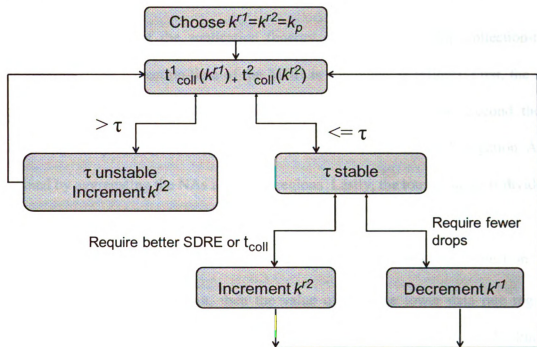 Choose k^r1=k^r2=k_p
t^1_coll(k^r1)+ t^2_coll(k^r2)
> τ
<= τ
τ unstable
Increment k^r2
τ stable
Require better SDRE or t_coll
Require fewer
drops
Increment k^r2
Decrement k^r1